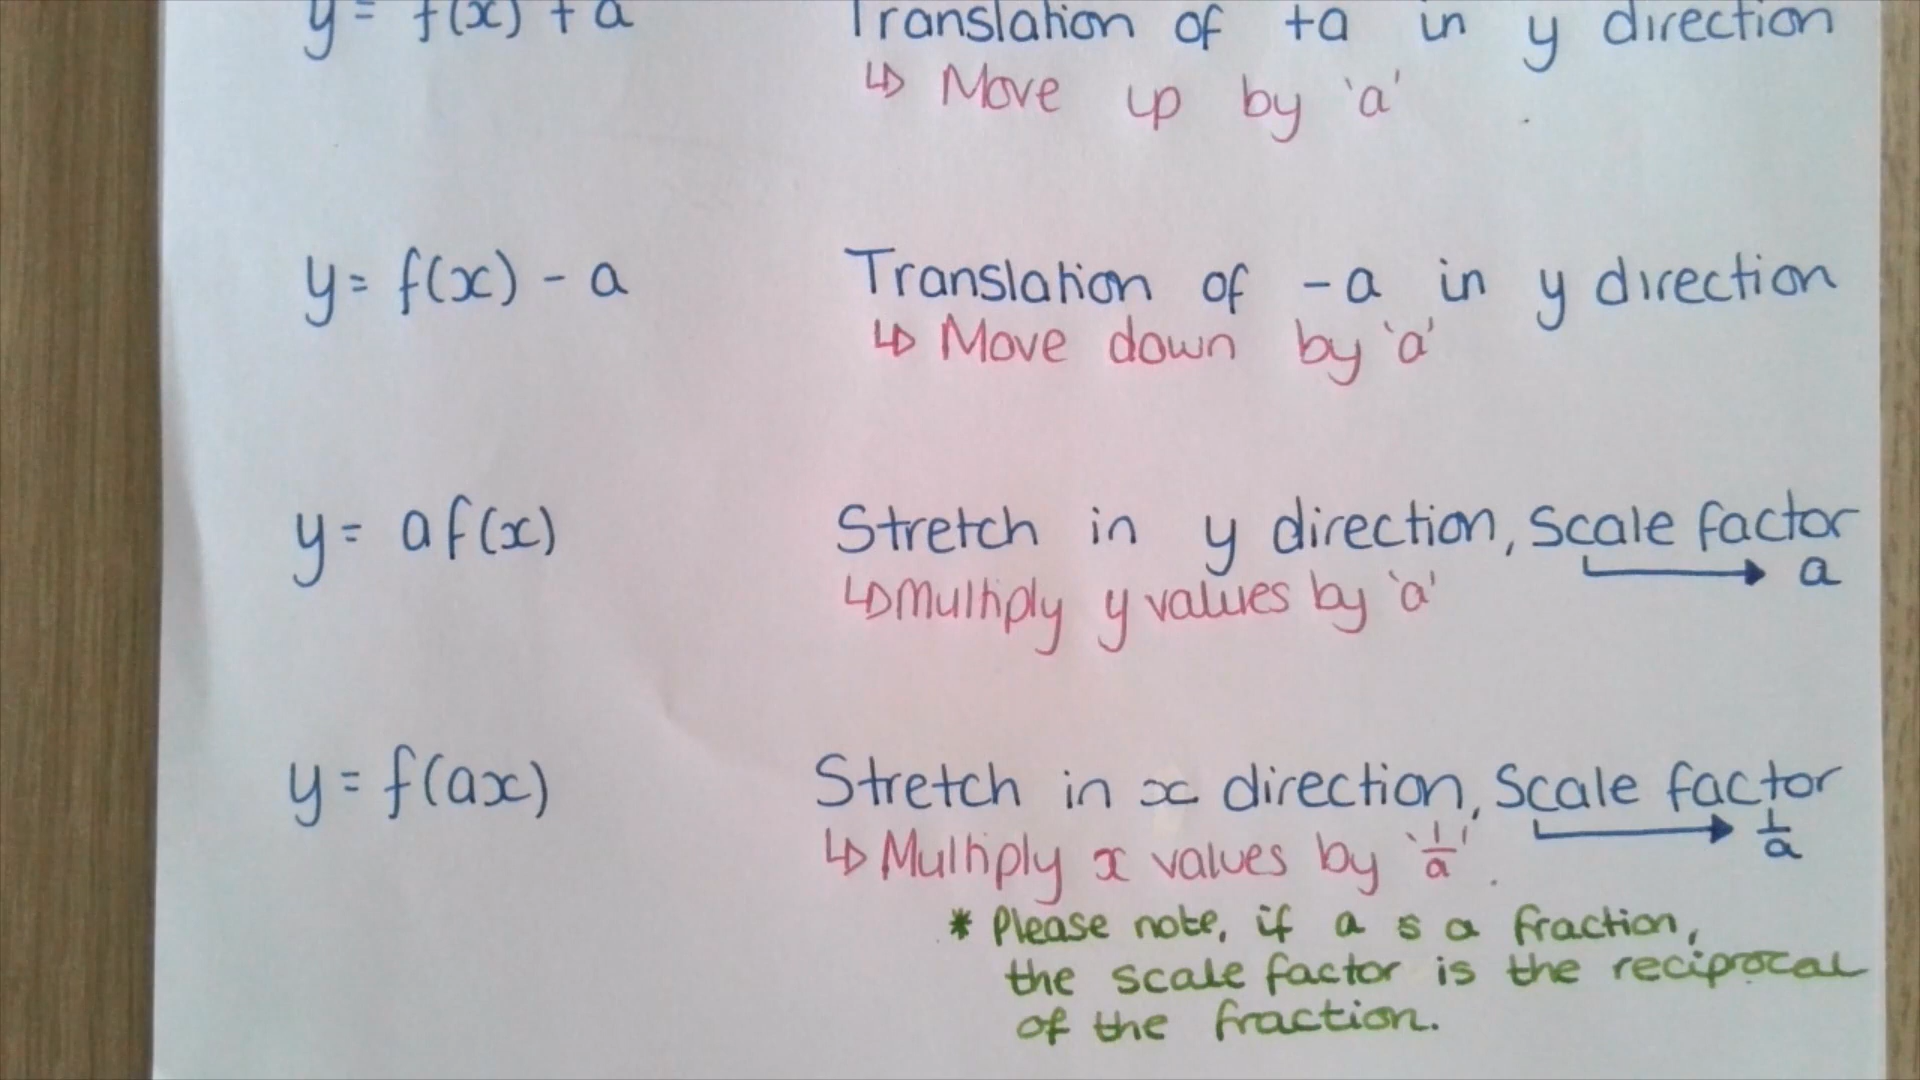 y = f(x) + a Translation of +a in y direction
↳ Move up by 'a'
y = f(x) - a Translation of -a in y direction
↳ Move down by 'a'
y = af(x) Stretch in y direction, Scale factor
→ a
↳ Multiply y values by 'a'
y = f(ax) Stretch in x direction, Scale factor
→ 1/a
↳ Multiply x values by '1/a'.
* Please note, if a s a fraction,
the scale factor is the reciprocal
of the fraction.